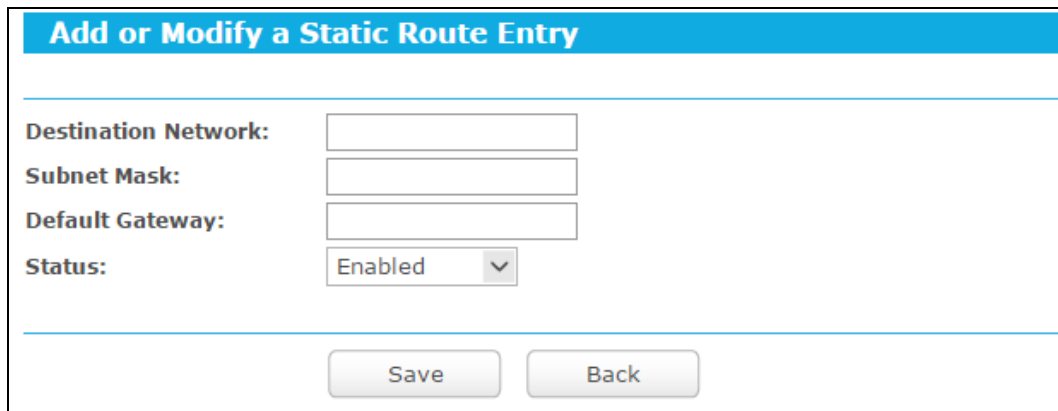 Add or Modify a Static Route Entry
Destination Network:
Subnet Mask:
Default Gateway:
Status: Enabled
Save Back